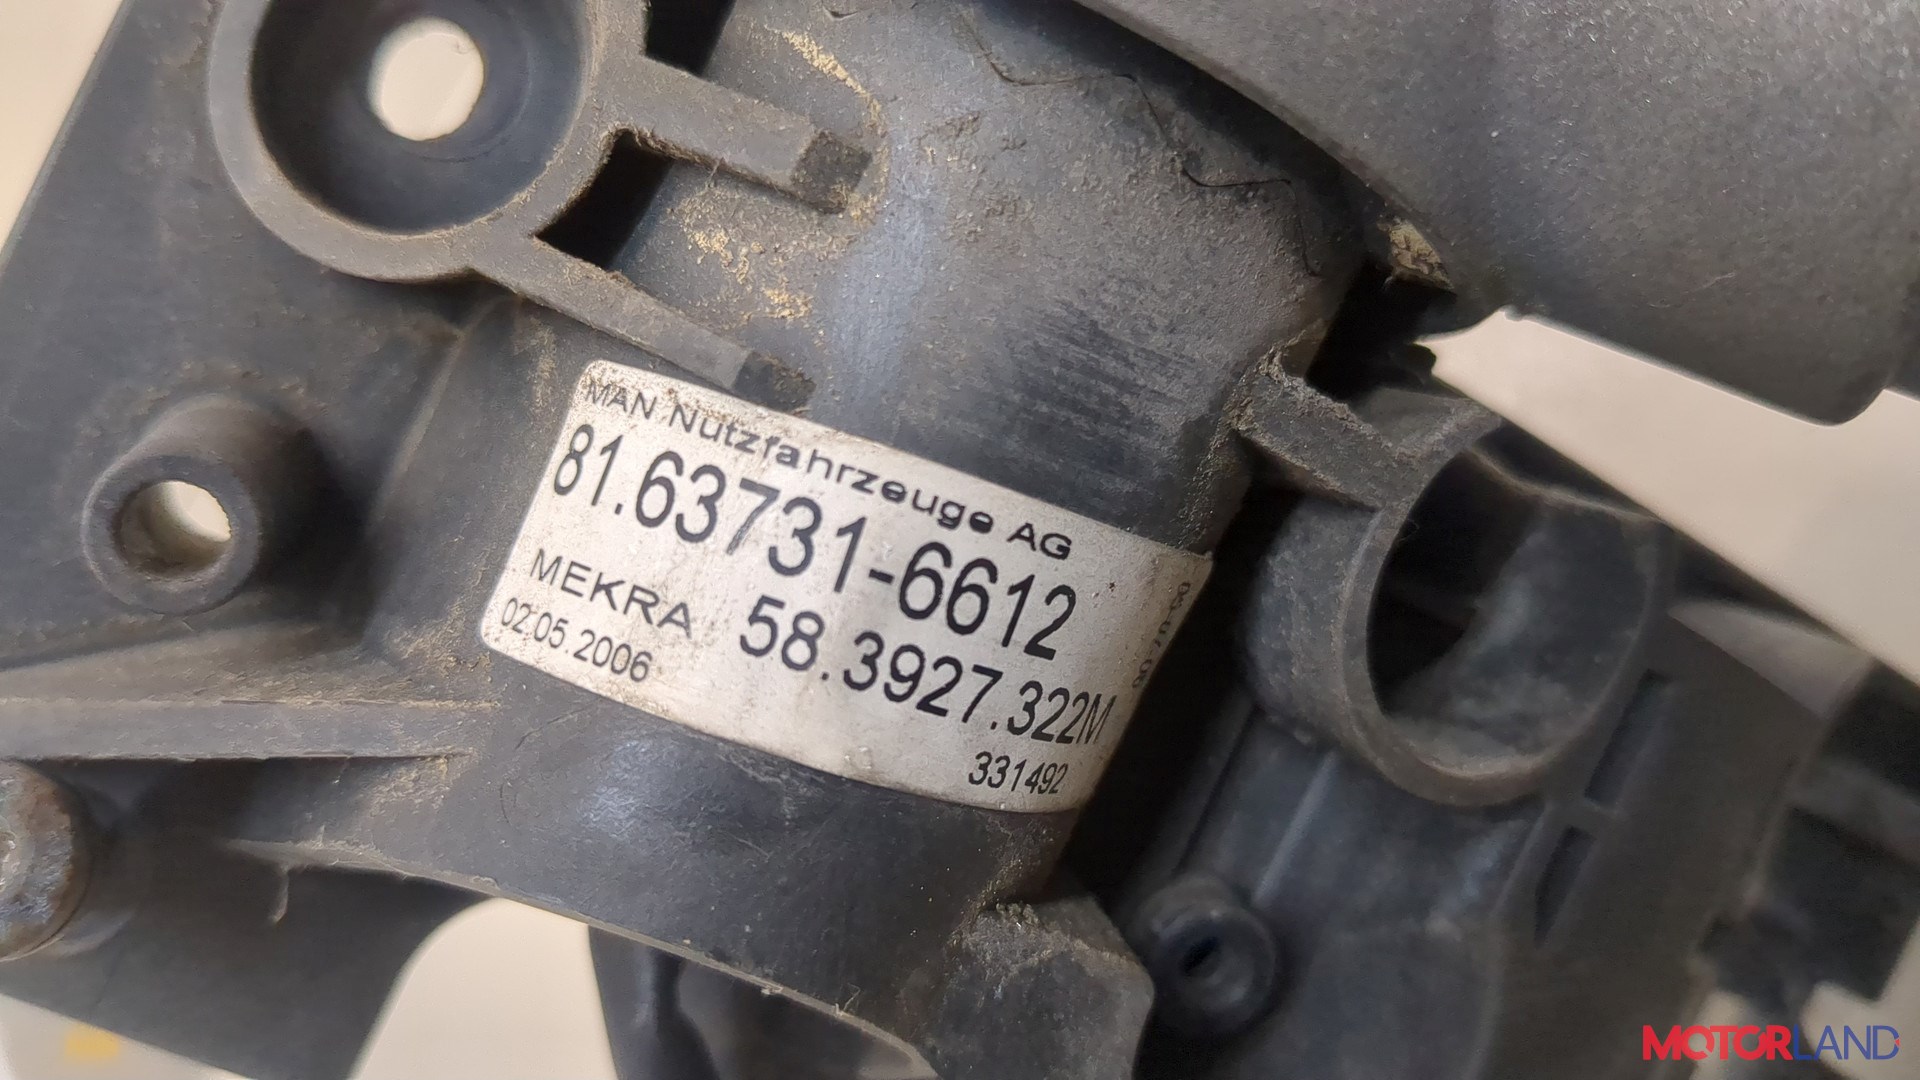 MAN Nutzfahrzeuge AG
81.63731-6612
MEKRA 58.3927.322M
02.05.2006
331492
MOTORLAND